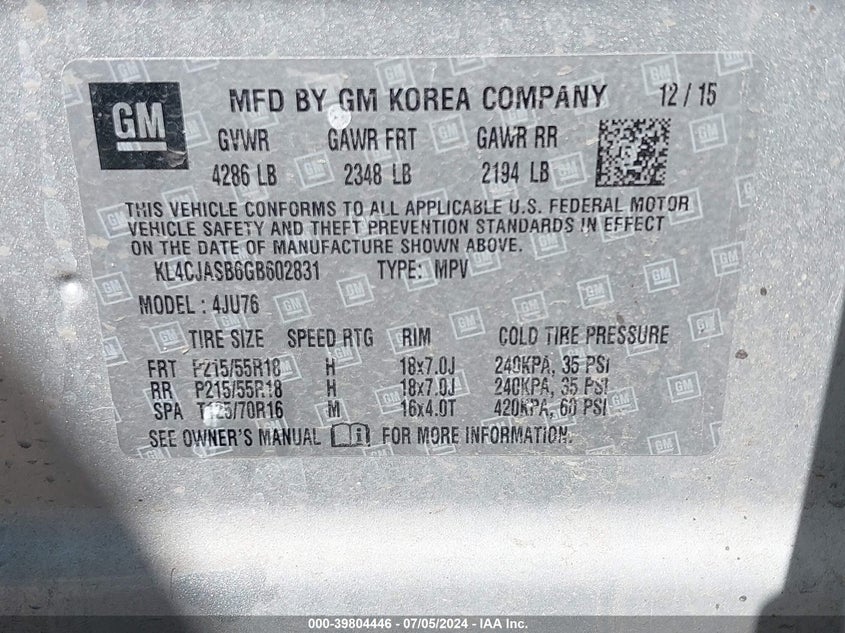 GM
MFD BY GM KOREA COMPANY 12/15
GVWR GAWR FRT GAWR RR
4286 LB 2348 LB 2194 LB
THIS VEHICLE CONFORMS TO ALL APPLICABLE U.S. FEDERAL MOTOR
VEHICLE SAFETY AND THEFT PREVENTION STANDARDS IN EFFECT
ON THE DATE OF MANUFACTURE SHOWN ABOVE.
KL4CJASB6GB602831 TYPE: MPV
MODEL: 4JU76
TIRE SIZE SPEED RTG RIM COLD TIRE PRESSURE
FRT P215/55R18 H 18x7.0J 240KPA, 35 PSI
RR P215/55R18 H 18x7.0J 240KPA, 35 PSI
SPA T125/70R16 M 16x4.0T 420KPA, 60 PSI
SEE OWNER'S MANUAL i FOR MORE INFORMATION.
000-39804446 - 07/05/2024 - IAA Inc.